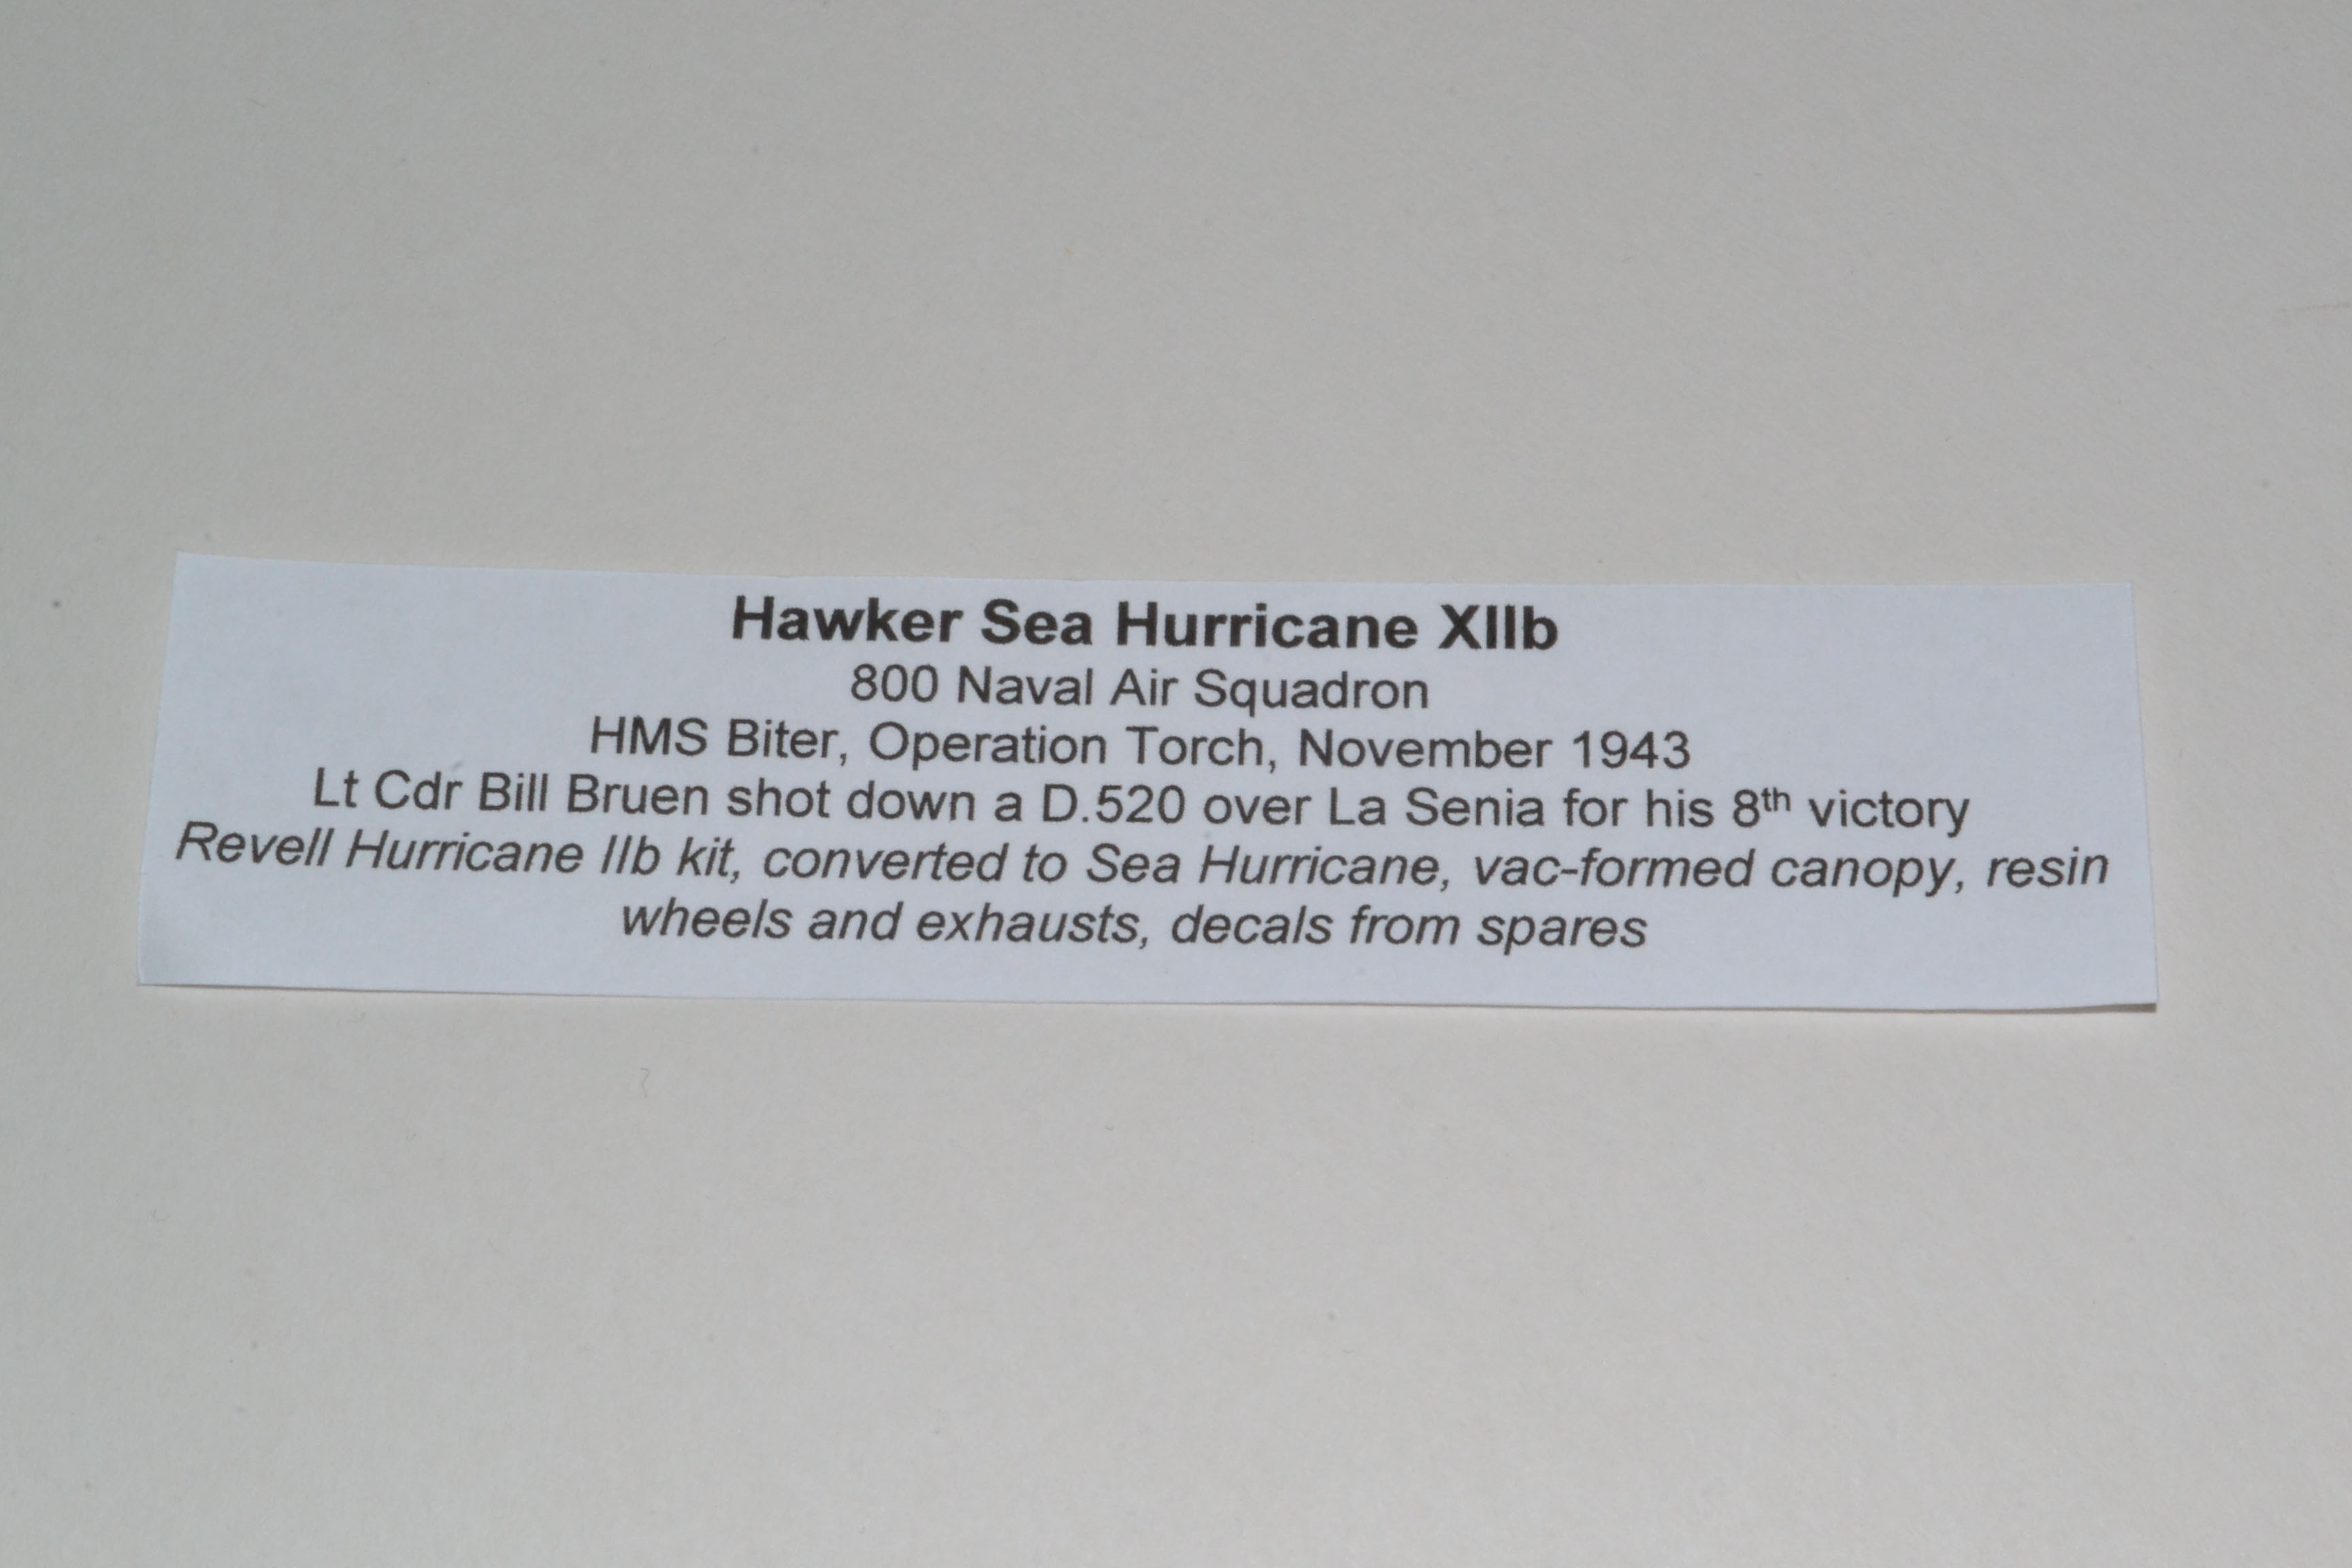 Hawker Sea Hurricane XIIb
800 Naval Air Squadron
HMS Biter, Operation Torch, November 1943
Lt Cdr Bill Bruen shot down a D.520 over La Senia for his 8th victory
Revell Hurricane IIb kit, converted to Sea Hurricane, vac-formed canopy, resin
wheels and exhausts, decals from spares